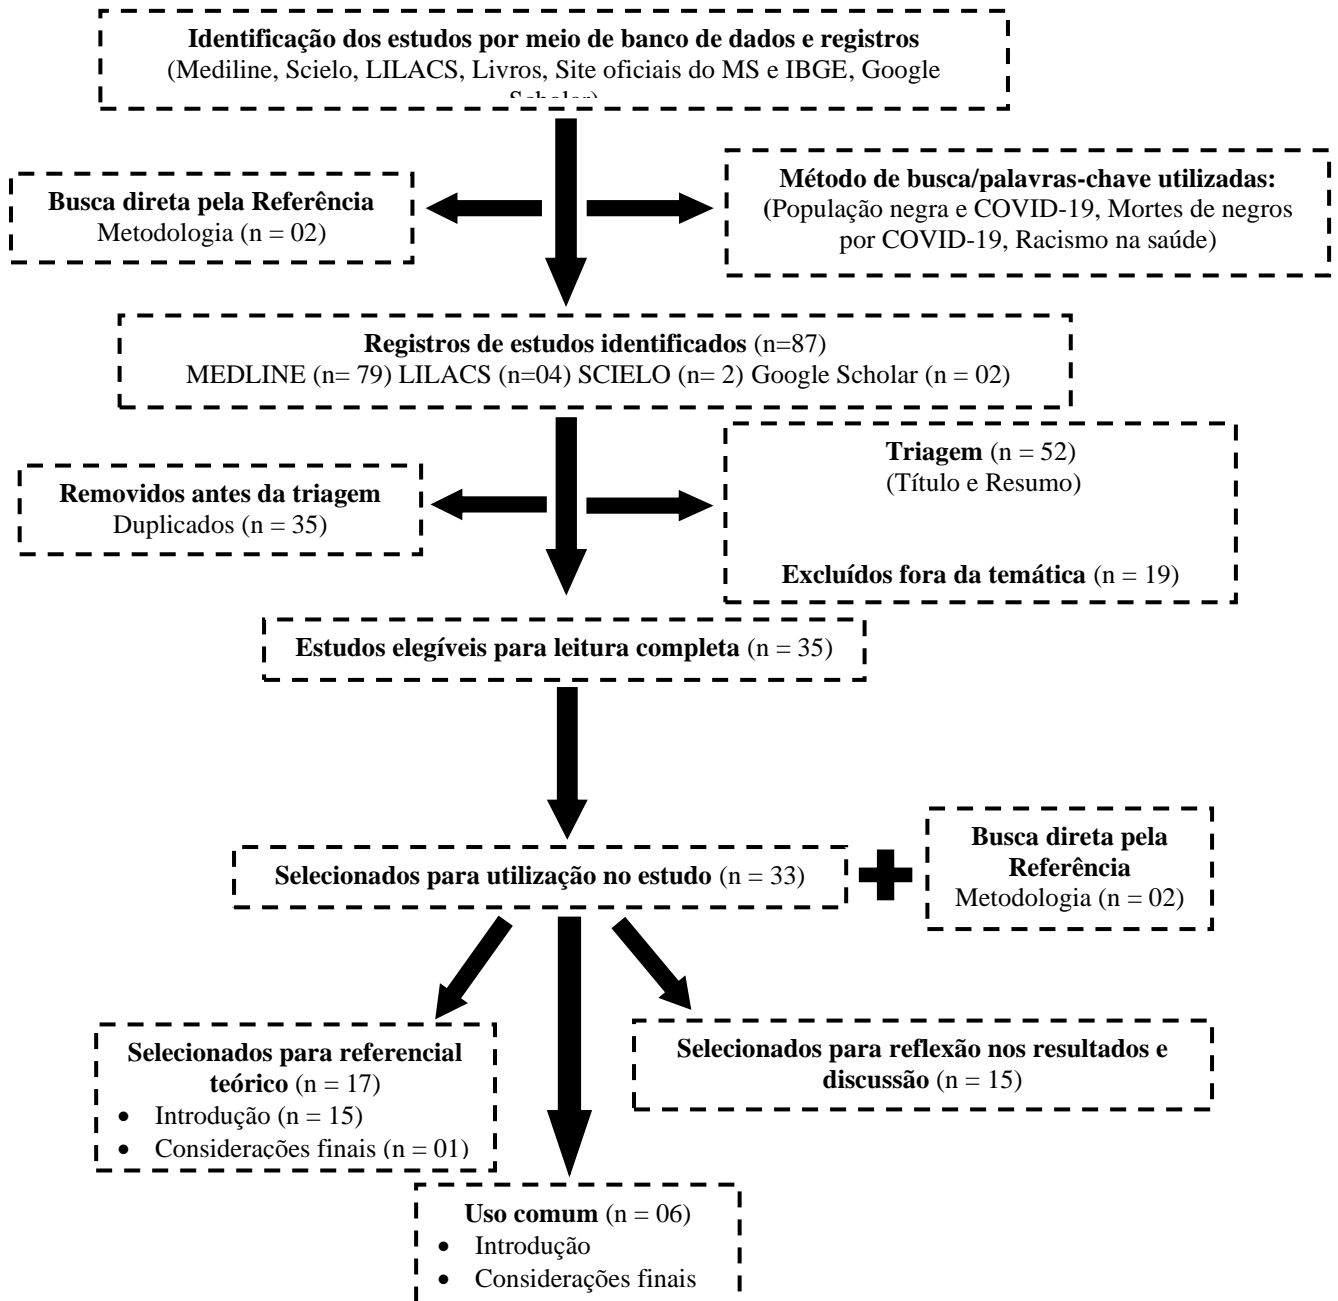 Identificação dos estudos por meio de banco de dados e registros
(Mediline, Scielo, LILACS, Livros, Site oficiais do MS e IBGE, Google
Scholar)
Busca direta pela Referência
Metodologia (n = 02)
Método de busca/palavras-chave utilizadas:
(População negra e COVID-19, Mortes de negros
por COVID-19, Racismo na saúde)
Registros de estudos identificados (n=87)
MEDLINE (n= 79) LILACS (n=04) SCIELO (n= 2) Google Scholar (n = 02)
Removidos antes da triagem
Duplicados (n = 35)
Triagem (n = 52)
(Título e Resumo)
Excluídos fora da temática (n = 19)
Estudos elegíveis para leitura completa (n = 35)
Selecionados para utilização no estudo (n = 33)
Busca direta pela
Referência
Metodologia (n = 02)
Selecionados para referencial
teórico (n = 17)
• Introdução (n = 15)
• Considerações finais (n = 01)
Selecionados para reflexão nos resultados e
discussão (n = 15)
Uso comum (n = 06)
• Introdução
• Considerações finais